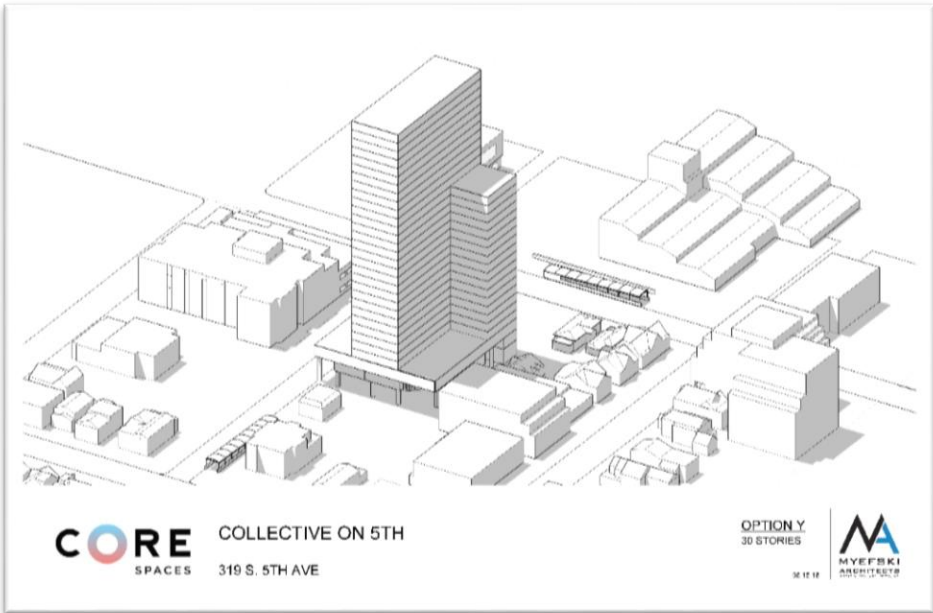 CORE
SPACES
COLLECTIVE ON 5TH
319 S. 5TH AVE
OPTION Y
30 STORIES
MYEFSKI
ARCHITECTS